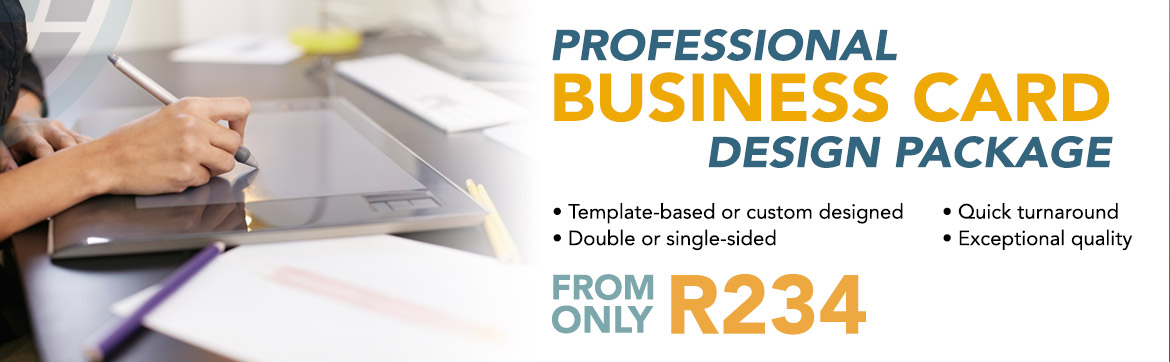 PROFESSIONAL
BUSINESS CARD
DESIGN PACKAGE
• Template-based or custom designed
• Double or single-sided
• Quick turnaround
• Exceptional quality
FROM
ONLY R234